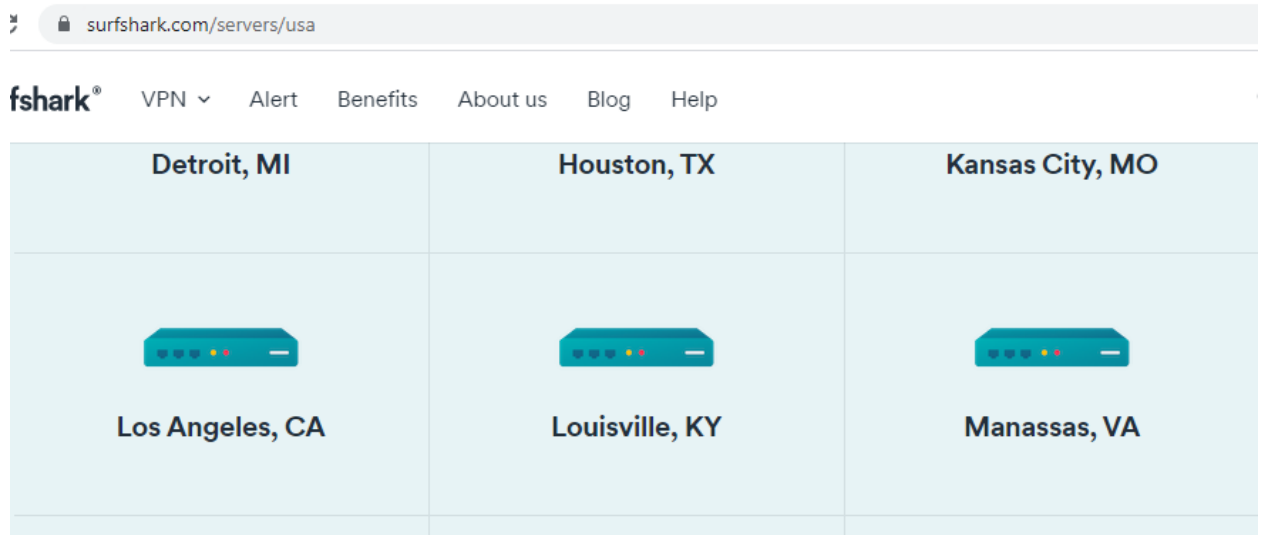 surfshark.com/servers/usa
fshark® VPN Alert Benefits About us Blog Help
Detroit, MI Houston, TX Kansas City, MO
Los Angeles, CA Louisville, KY Manassas, VA